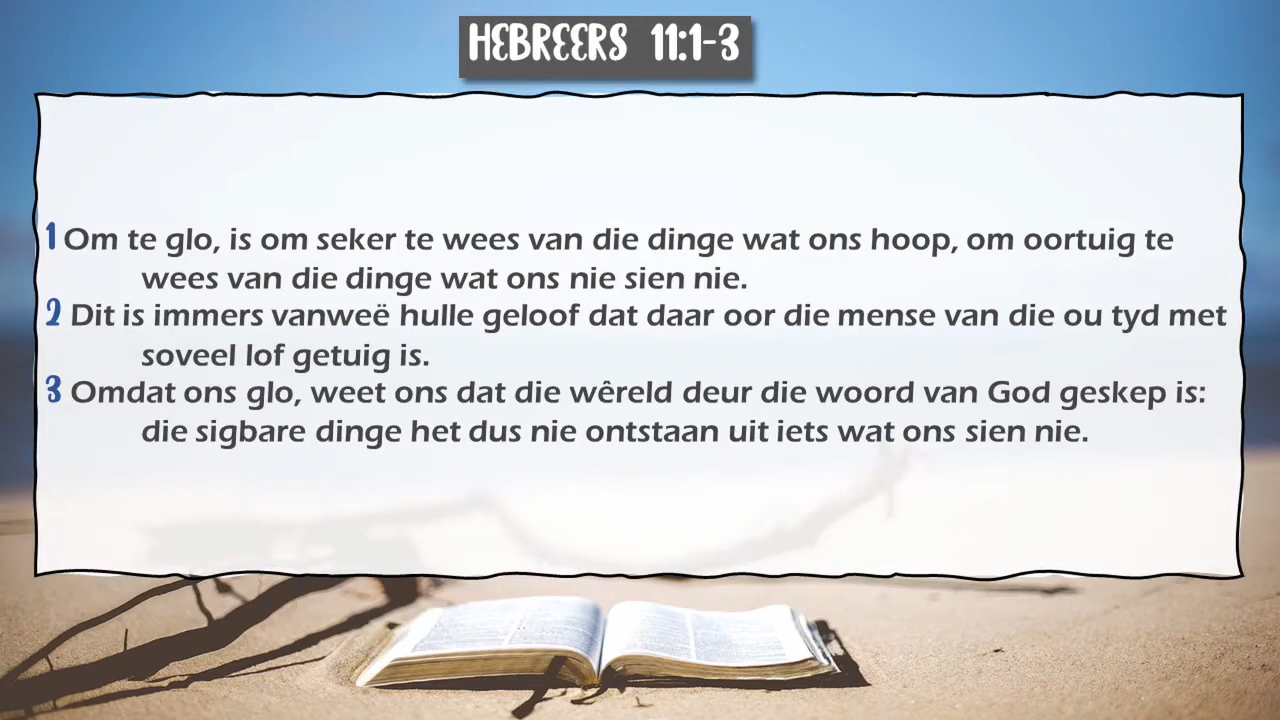 HEBREERS 11:1-3
1 Om te glo, is om seker te wees van die dinge wat ons hoop, om oortuig te
wees van die dinge wat ons nie sien nie.
2 Dit is immers vanweë hulle geloof dat daar oor die mense van die ou tyd met
soveel lof getuig is.
3 Omdat ons glo, weet ons dat die wêreld deur die woord van God geskep is:
die sigbare dinge het dus nie ontstaan uit iets wat ons sien nie.